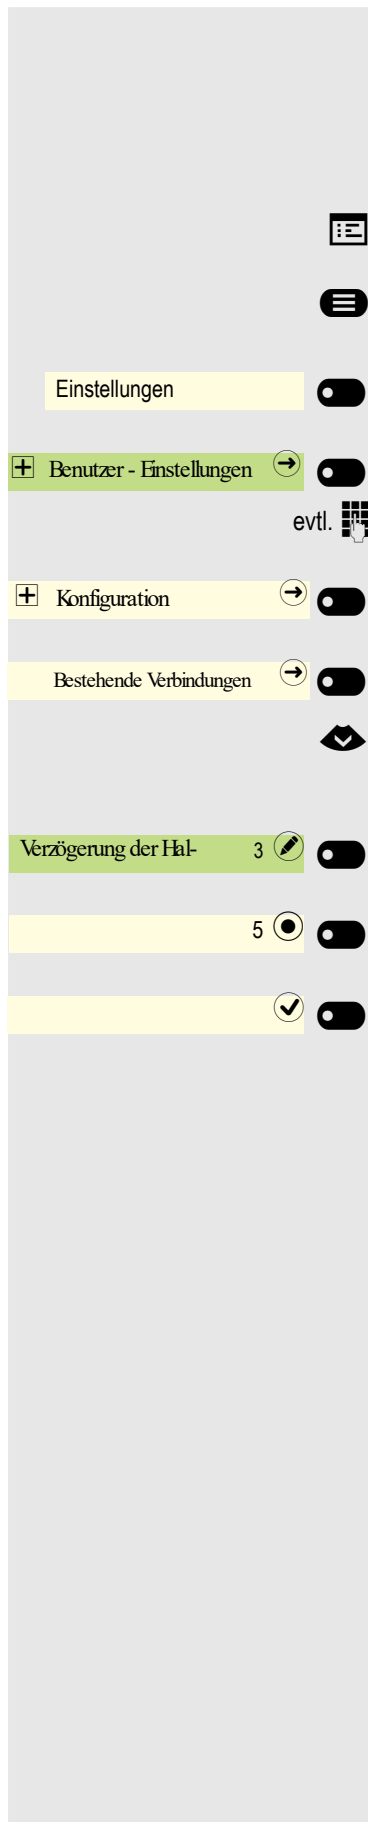 Einstellungen
Benutzer - Einstellungen
evtl.
Konfiguration
Bestehende Verbindungen
Verzögerung der Hal- 3
5